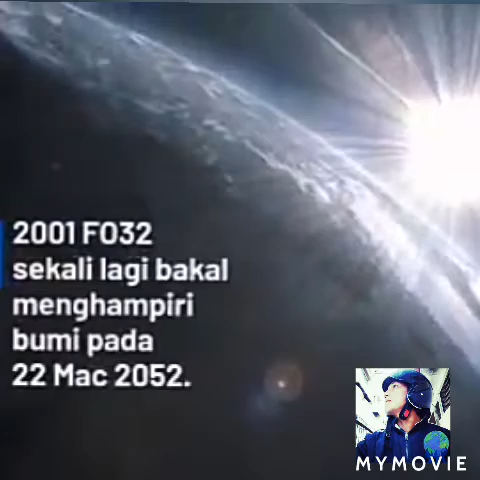 2001 FO32
sekali lagi bakal
menghampiri
bumi pada
22 Mac 2052.
MYMOVIE